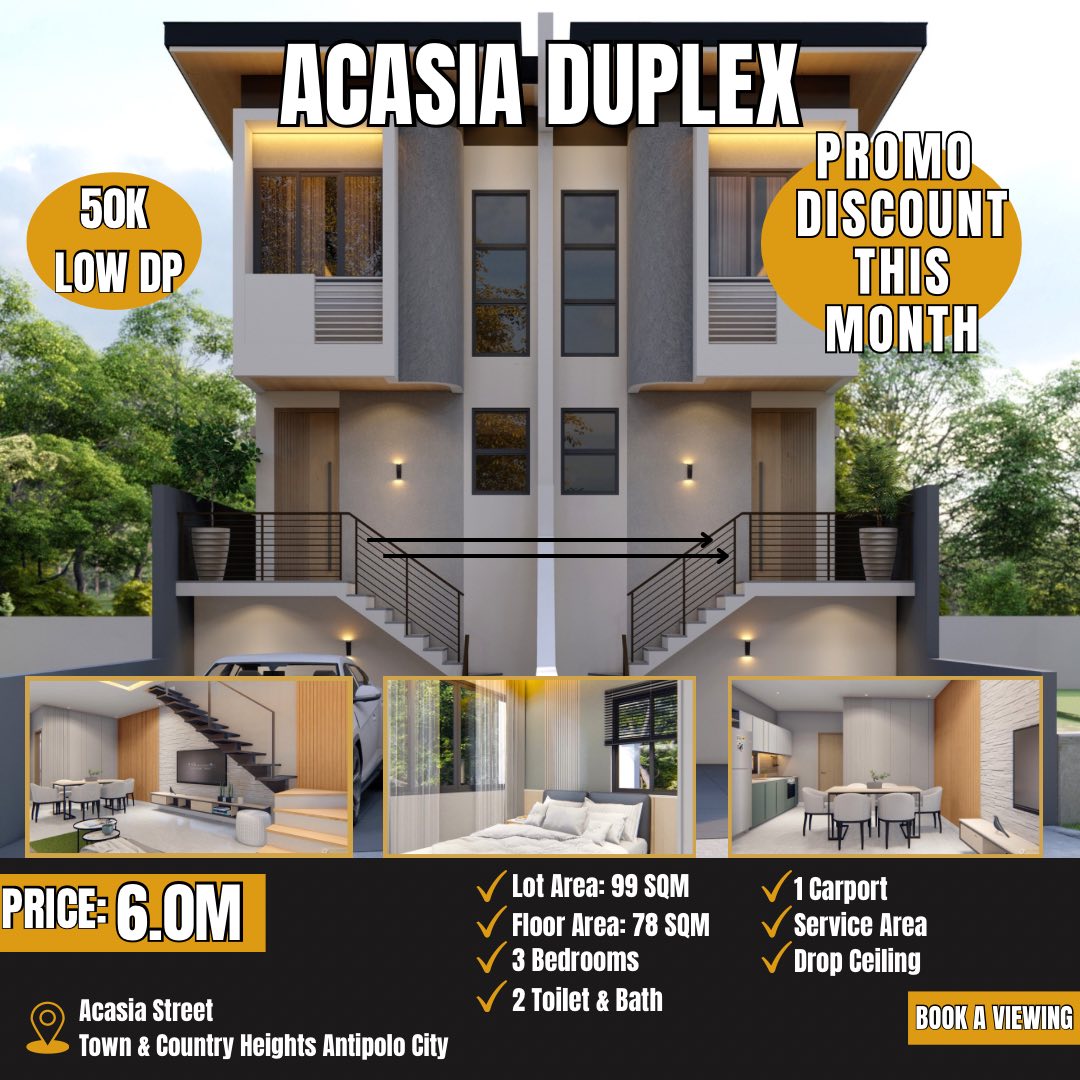 ACASIA DUPLEX
50K
LOW DP
PROMO
DISCOUNT
THIS
MONTH
PRICE: 6.0M
Lot Area: 99 SQM
Floor Area: 78 SQM
3 Bedrooms
2 Toilet & Bath
1 Carport
Service Area
Drop Ceiling
Acasia Street
Town & Country Heights Antipolo City
BOOK A VIEWING